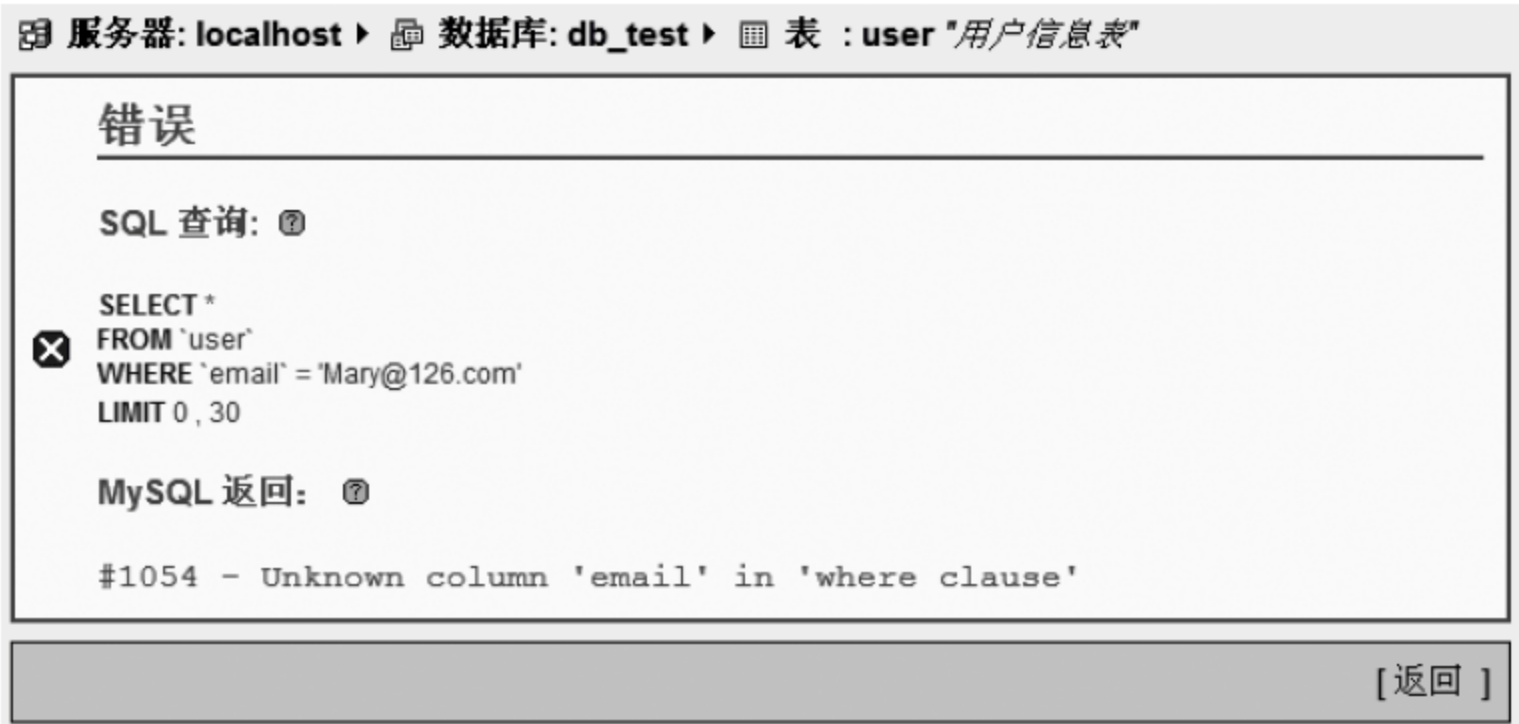 服务器: localhost ▸ 数据库: db_test ▸ 表 : user "用户信息表"
错误
SQL 查询:
SELECT *
FROM `user`
WHERE `email` = 'Mary@126.com'
LIMIT 0 , 30
MySQL 返回：
#1054 - Unknown column 'email' in 'where clause'
[ 返回 ]